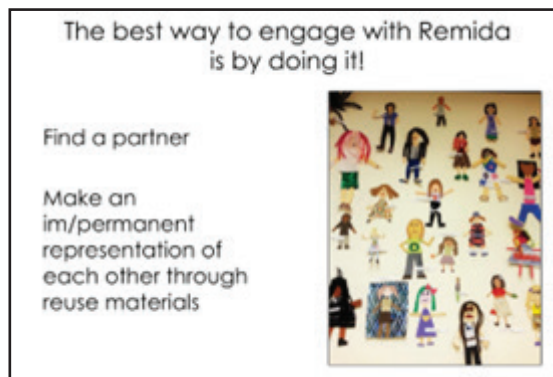 The best way to engage with Remida
is by doing it!
Find a partner
Make an
im/permanent
representation of
each other through
reuse materials